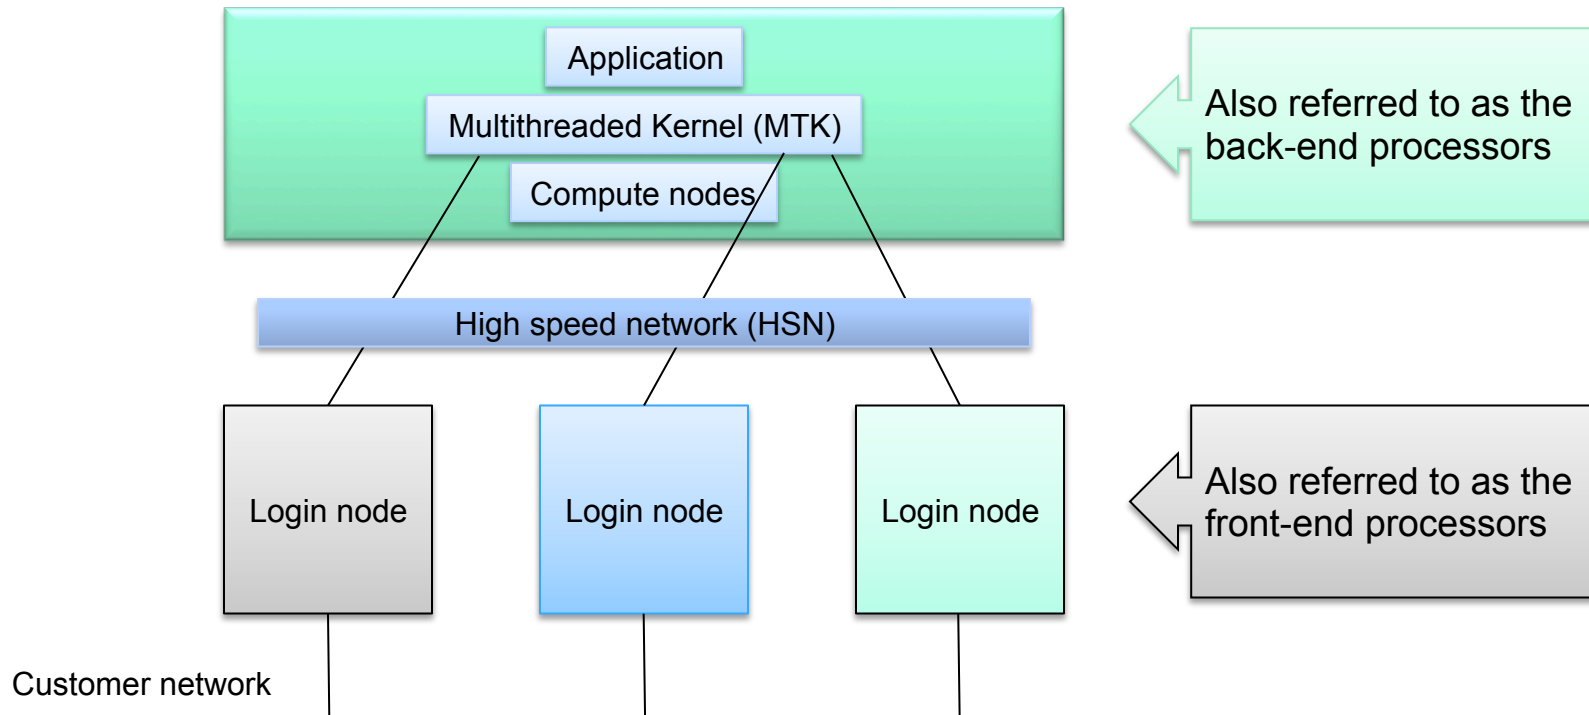 Application
Multithreaded Kernel (MTK)
Compute nodes
Also referred to as the
back-end processors
High speed network (HSN)
Login node
Login node
Login node
Also referred to as the
front-end processors
Customer network